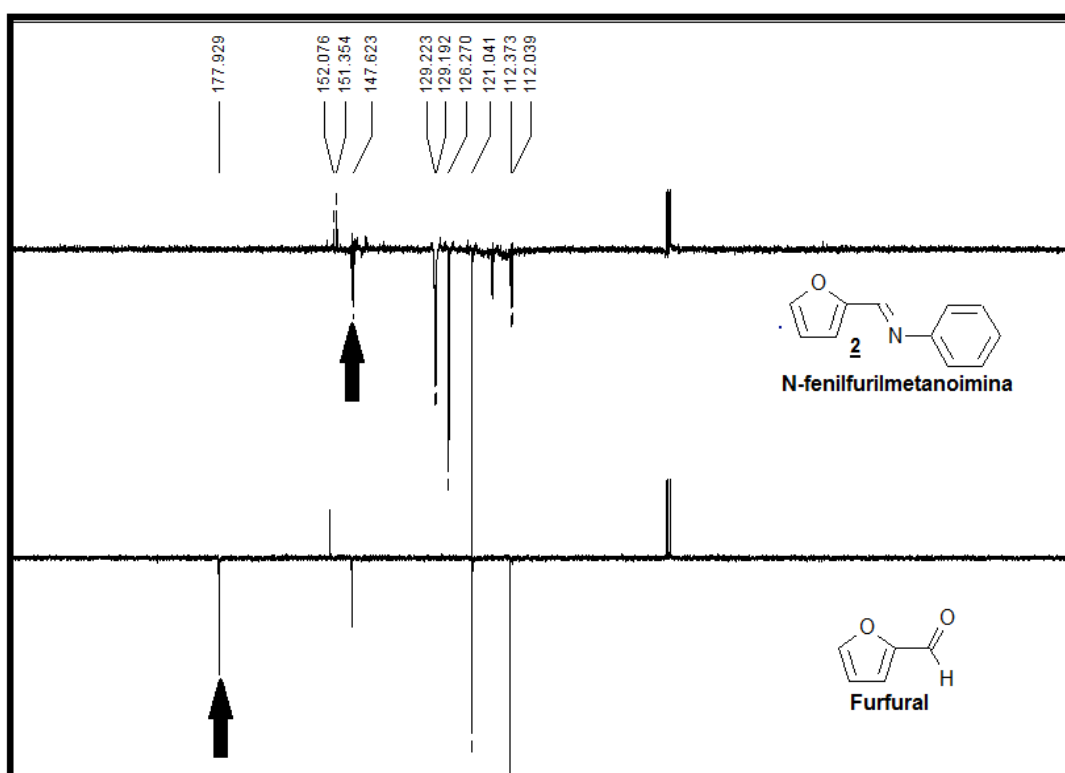 177.929
152.076
151.354
147.623
129.223
129.192
126.270
121.041
112.373
112.039
O
N
2
N-fenilfurilmetanoimina
O
O
H
Furfural